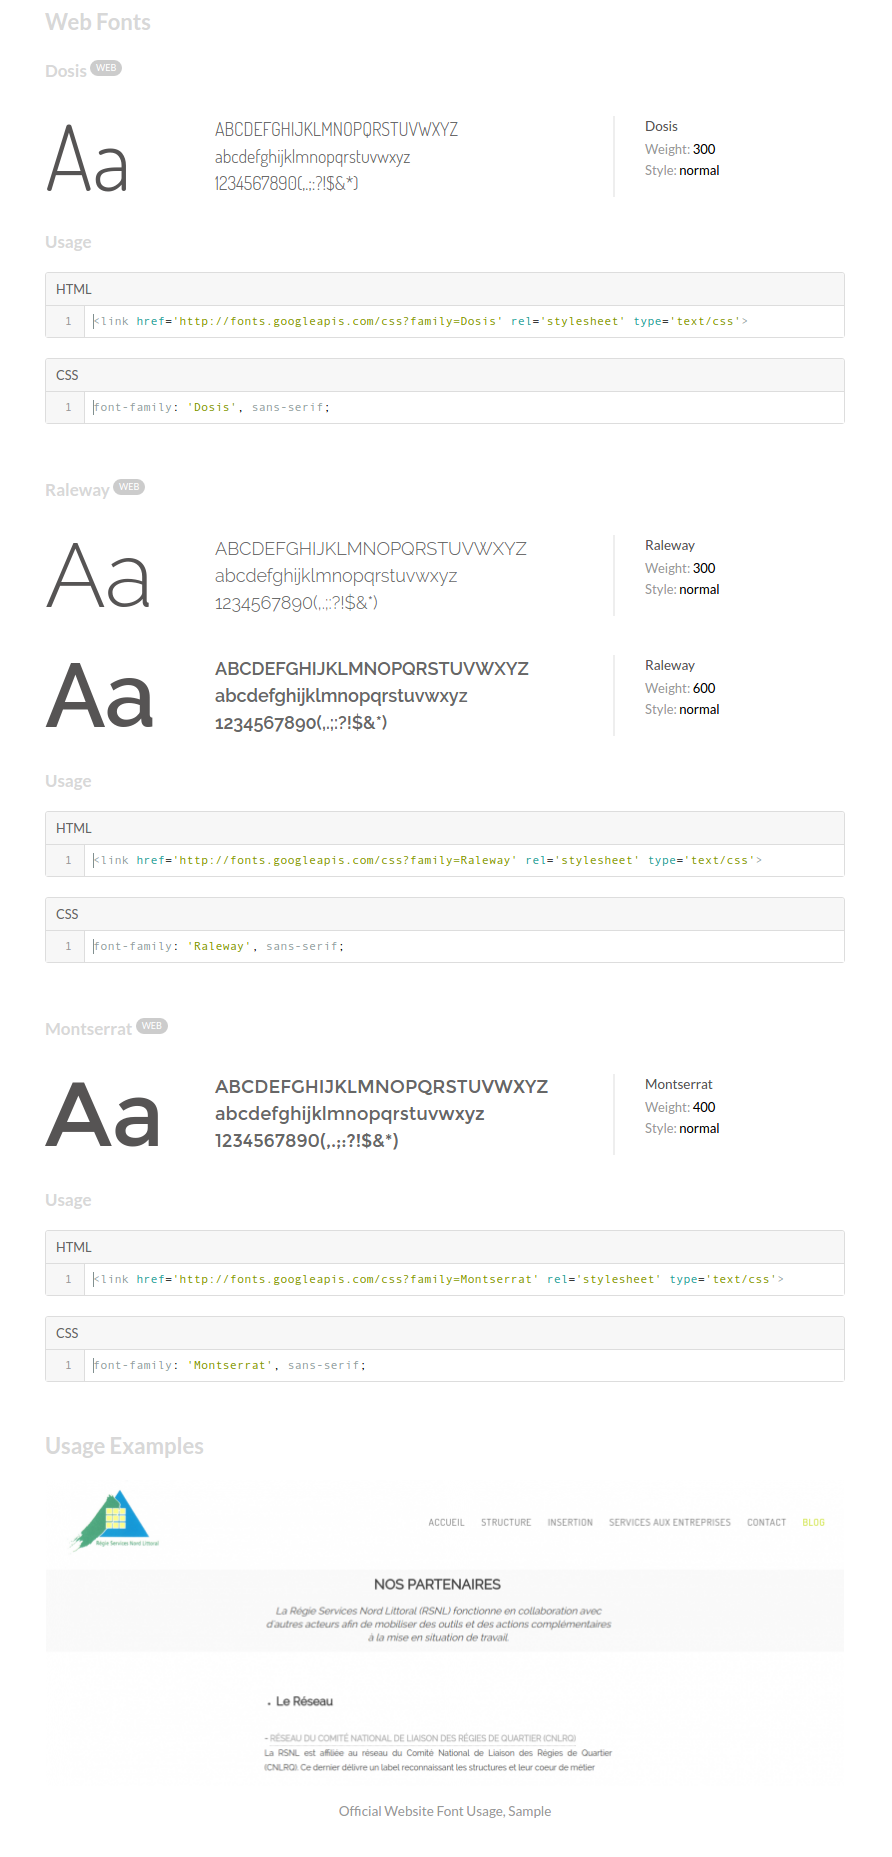 Web Fonts
Dosis WEB
Aa
ABCDEFGHIJKLMNOPQRSTUVWXYZ
abcdefghijklmnopqrstuvwxyz
1234567890(,.;:?!$&*)
Dosis
Weight: 300
Style: normal
Usage
HTML
1 <link href='http://fonts.googleapis.com/css?family=Dosis' rel='stylesheet' type='text/css'>
CSS
1 font-family: 'Dosis', sans-serif;
Raleway WEB
Aa
ABCDEFGHIJKLMNOPQRSTUVWXYZ
abcdefghijklmnopqrstuvwxyz
1234567890(,.;:?!$&*)
Raleway
Weight: 300
Style: normal
Aa
ABCDEFGHIJKLMNOPQRSTUVWXYZ
abcdefghijklmnopqrstuvwxyz
1234567890(,.;:?!$&*)
Raleway
Weight: 600
Style: normal
Usage
HTML
1 <link href='http://fonts.googleapis.com/css?family=Raleway' rel='stylesheet' type='text/css'>
CSS
1 font-family: 'Raleway', sans-serif;
Montserrat WEB
Aa
ABCDEFGHIJKLMNOPQRSTUVWXYZ
abcdefghijklmnopqrstuvwxyz
1234567890(,.;:?!$&*)
Montserrat
Weight: 400
Style: normal
Usage
HTML
1 <link href='http://fonts.googleapis.com/css?family=Montserrat' rel='stylesheet' type='text/css'>
CSS
1 font-family: 'Montserrat', sans-serif;
Usage Examples
Régie Services Nord Littoral
ACCUEIL STRUCTURE INSERTION SERVICES AUX ENTREPRISES CONTACT BLOG
NOS PARTENAIRES
La Régie Services Nord Littoral (RSNL) fonctionne en collaboration avec
d'autres acteurs afin de mobiliser des outils et des actions complémentaires
à la mise en situation de travail.
• Le Réseau
- RÉSEAU DU COMITÉ NATIONAL DE LIAISON DES RÉGIES DE QUARTIER (CNLRQ)
La RSNL est affiliée au réseau du Comité National de Liaison des Régies de Quartier
(CNLRQ). Ce dernier délivre un label reconnaissant les structures et leur coeur de métier
Official Website Font Usage, Sample